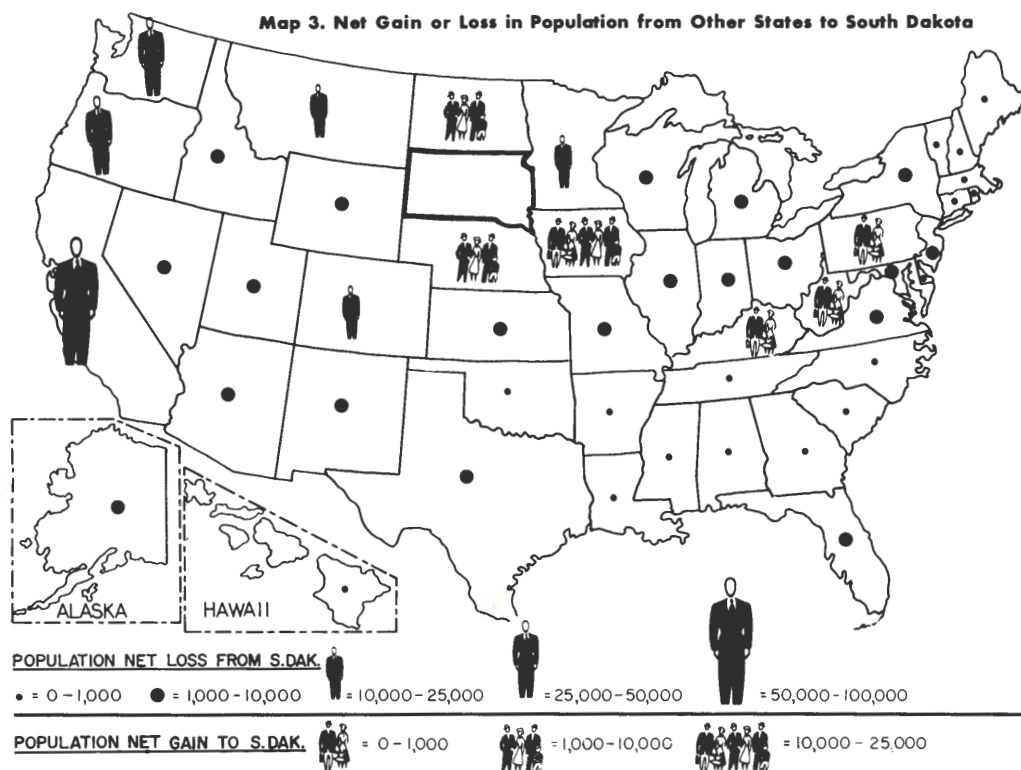 Map 3. Net Gain or Loss in Population from Other States to South Dakota
ALASKA
HAWAII
POPULATION NET LOSS FROM S.DAK.
= 0-1,000
= 1,000-10,000
= 10,000-25,000
= 25,000-50,000
= 50,000-100,000
POPULATION NET GAIN TO S.DAK.
= 0-1,000
= 1,000-10,000
= 10,000-25,000